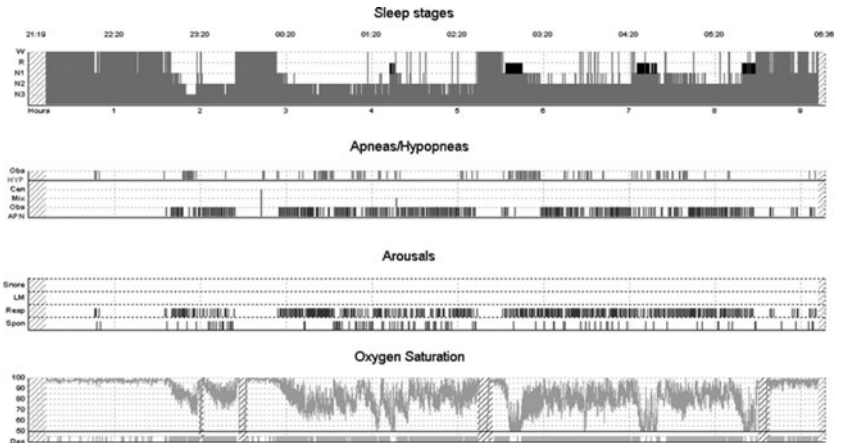 Sleep stages
21:19 22:20 23:20 00:20 01:20 02:20 03:20 04:20 05:20 06:36
W
R
N1
N2
N3
Hours 1 2 3 4 5 6 7 8 9
Apneas/Hypopneas
Obs
HYP
Cen
Mix
Obs
APN
Arousals
Snore
LM
Resp
Spon
Oxygen Saturation
100
90
80
70
60
50
Des